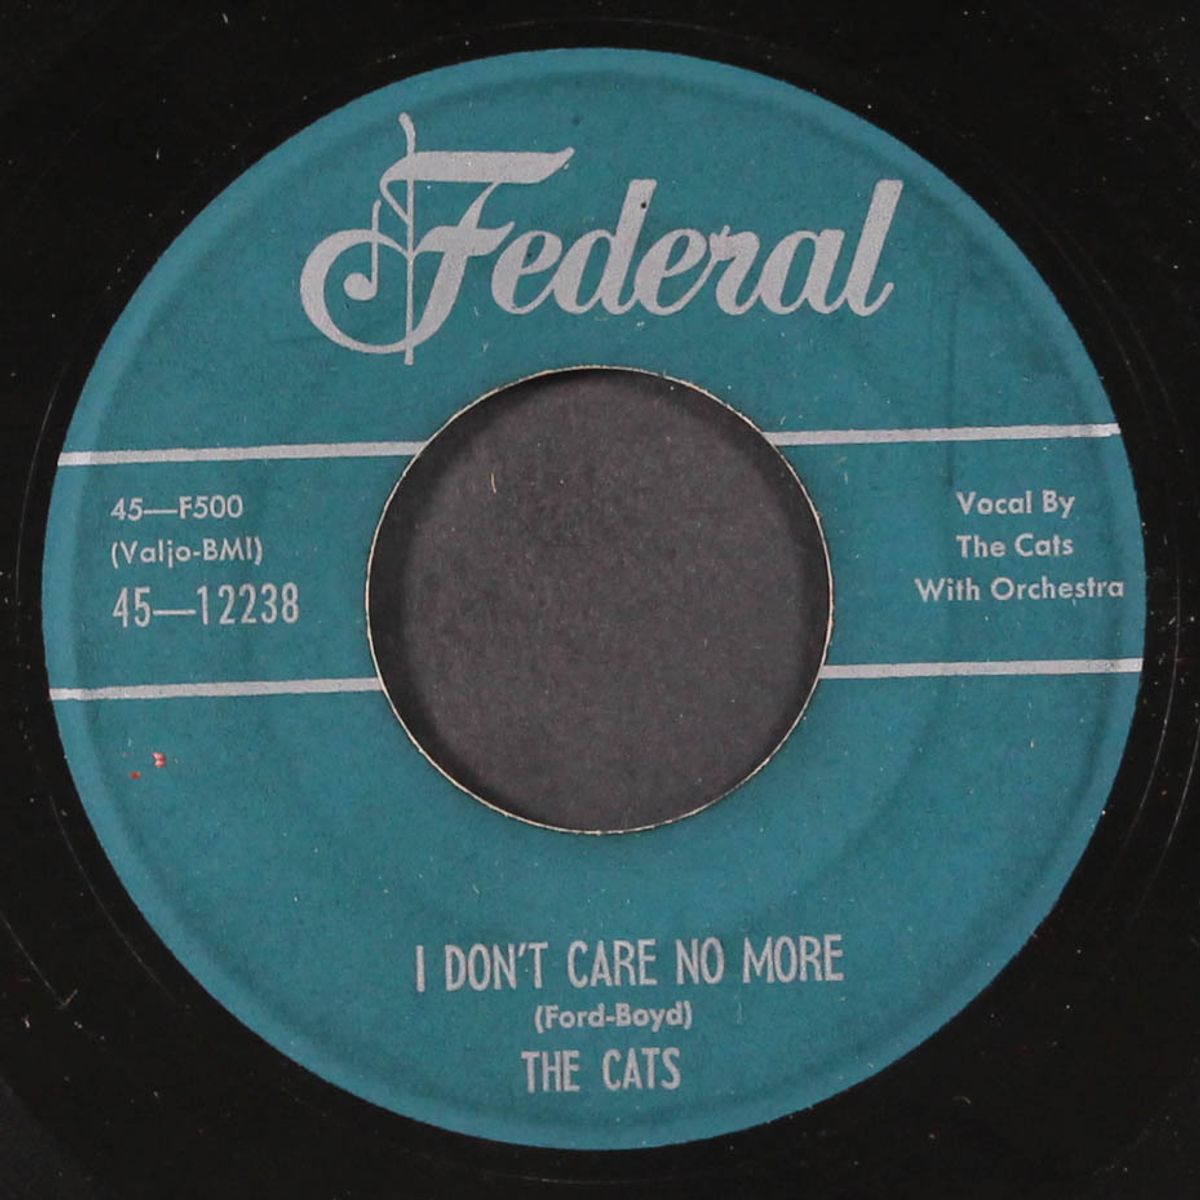 Federal
45—F500
(Valjo-BMI)
45—12238
Vocal By
The Cats
With Orchestra
I DON'T CARE NO MORE
(Ford-Boyd)
THE CATS